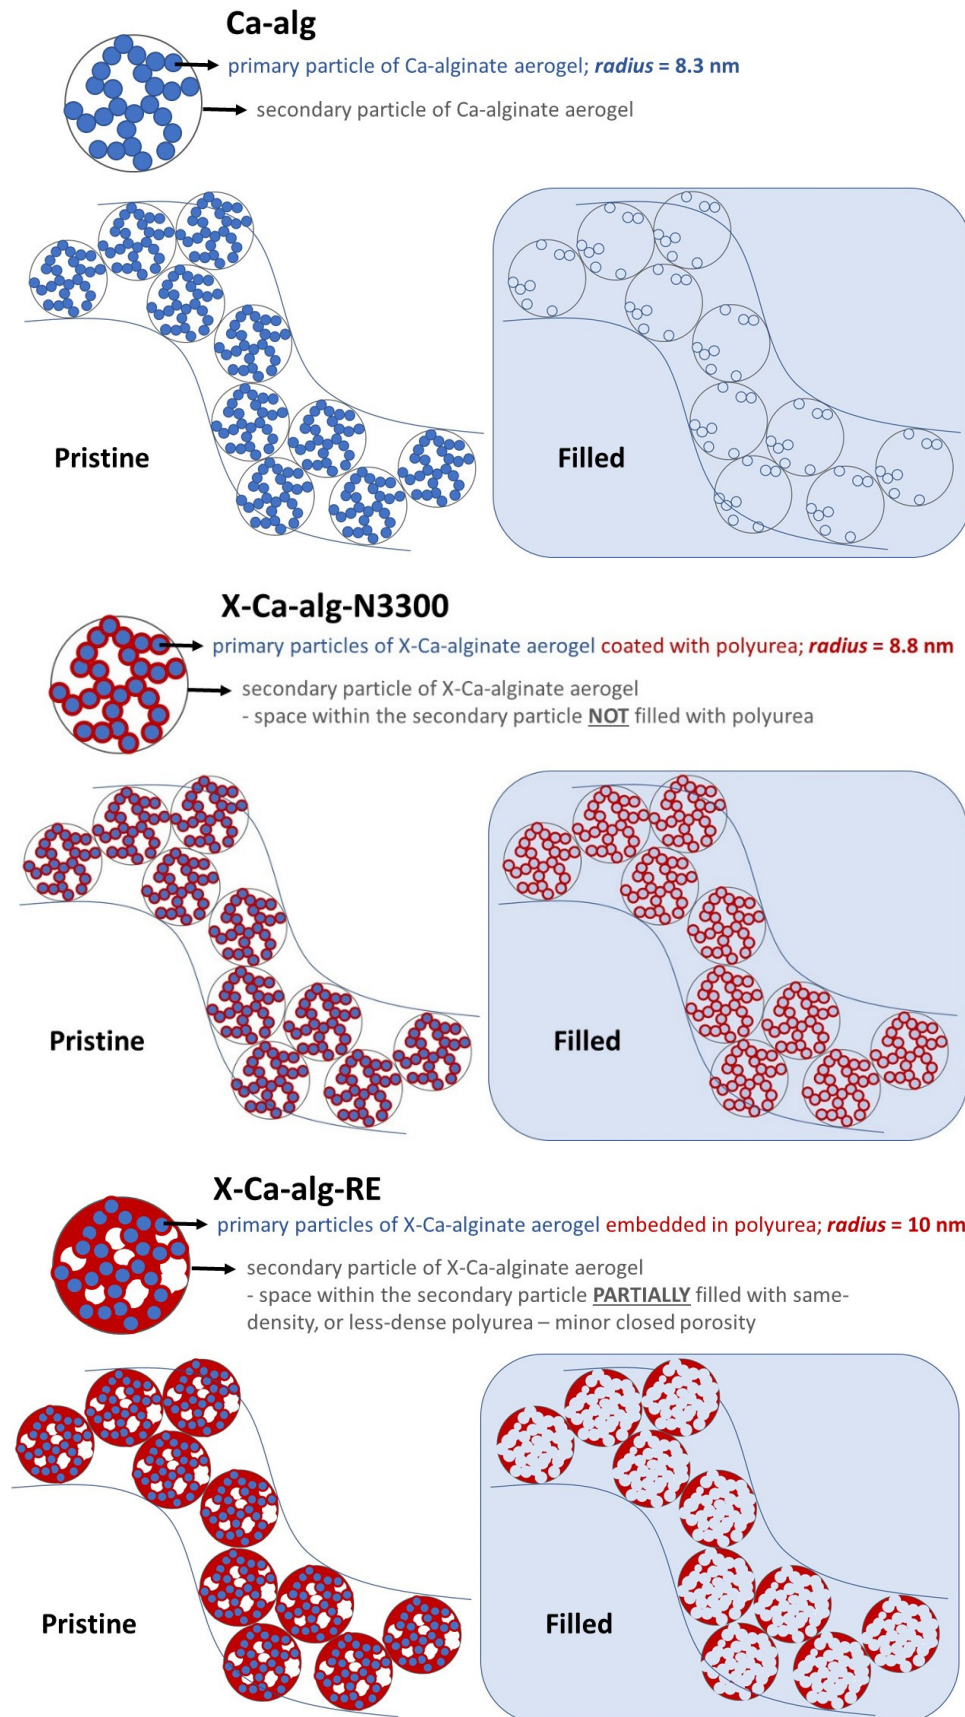 Ca-alg
primary particle of Ca-alginate aerogel; radius = 8.3 nm
secondary particle of Ca-alginate aerogel
Pristine
Filled
X-Ca-alg-N3300
primary particles of X-Ca-alginate aerogel coated with polyurea; radius = 8.8 nm
secondary particle of X-Ca-alginate aerogel
- space within the secondary particle NOT filled with polyurea
Pristine
Filled
X-Ca-alg-RE
primary particles of X-Ca-alginate aerogel embedded in polyurea; radius = 10 nm
secondary particle of X-Ca-alginate aerogel
- space within the secondary particle PARTIALLY filled with same-
density, or less-dense polyurea – minor closed porosity
Pristine
Filled